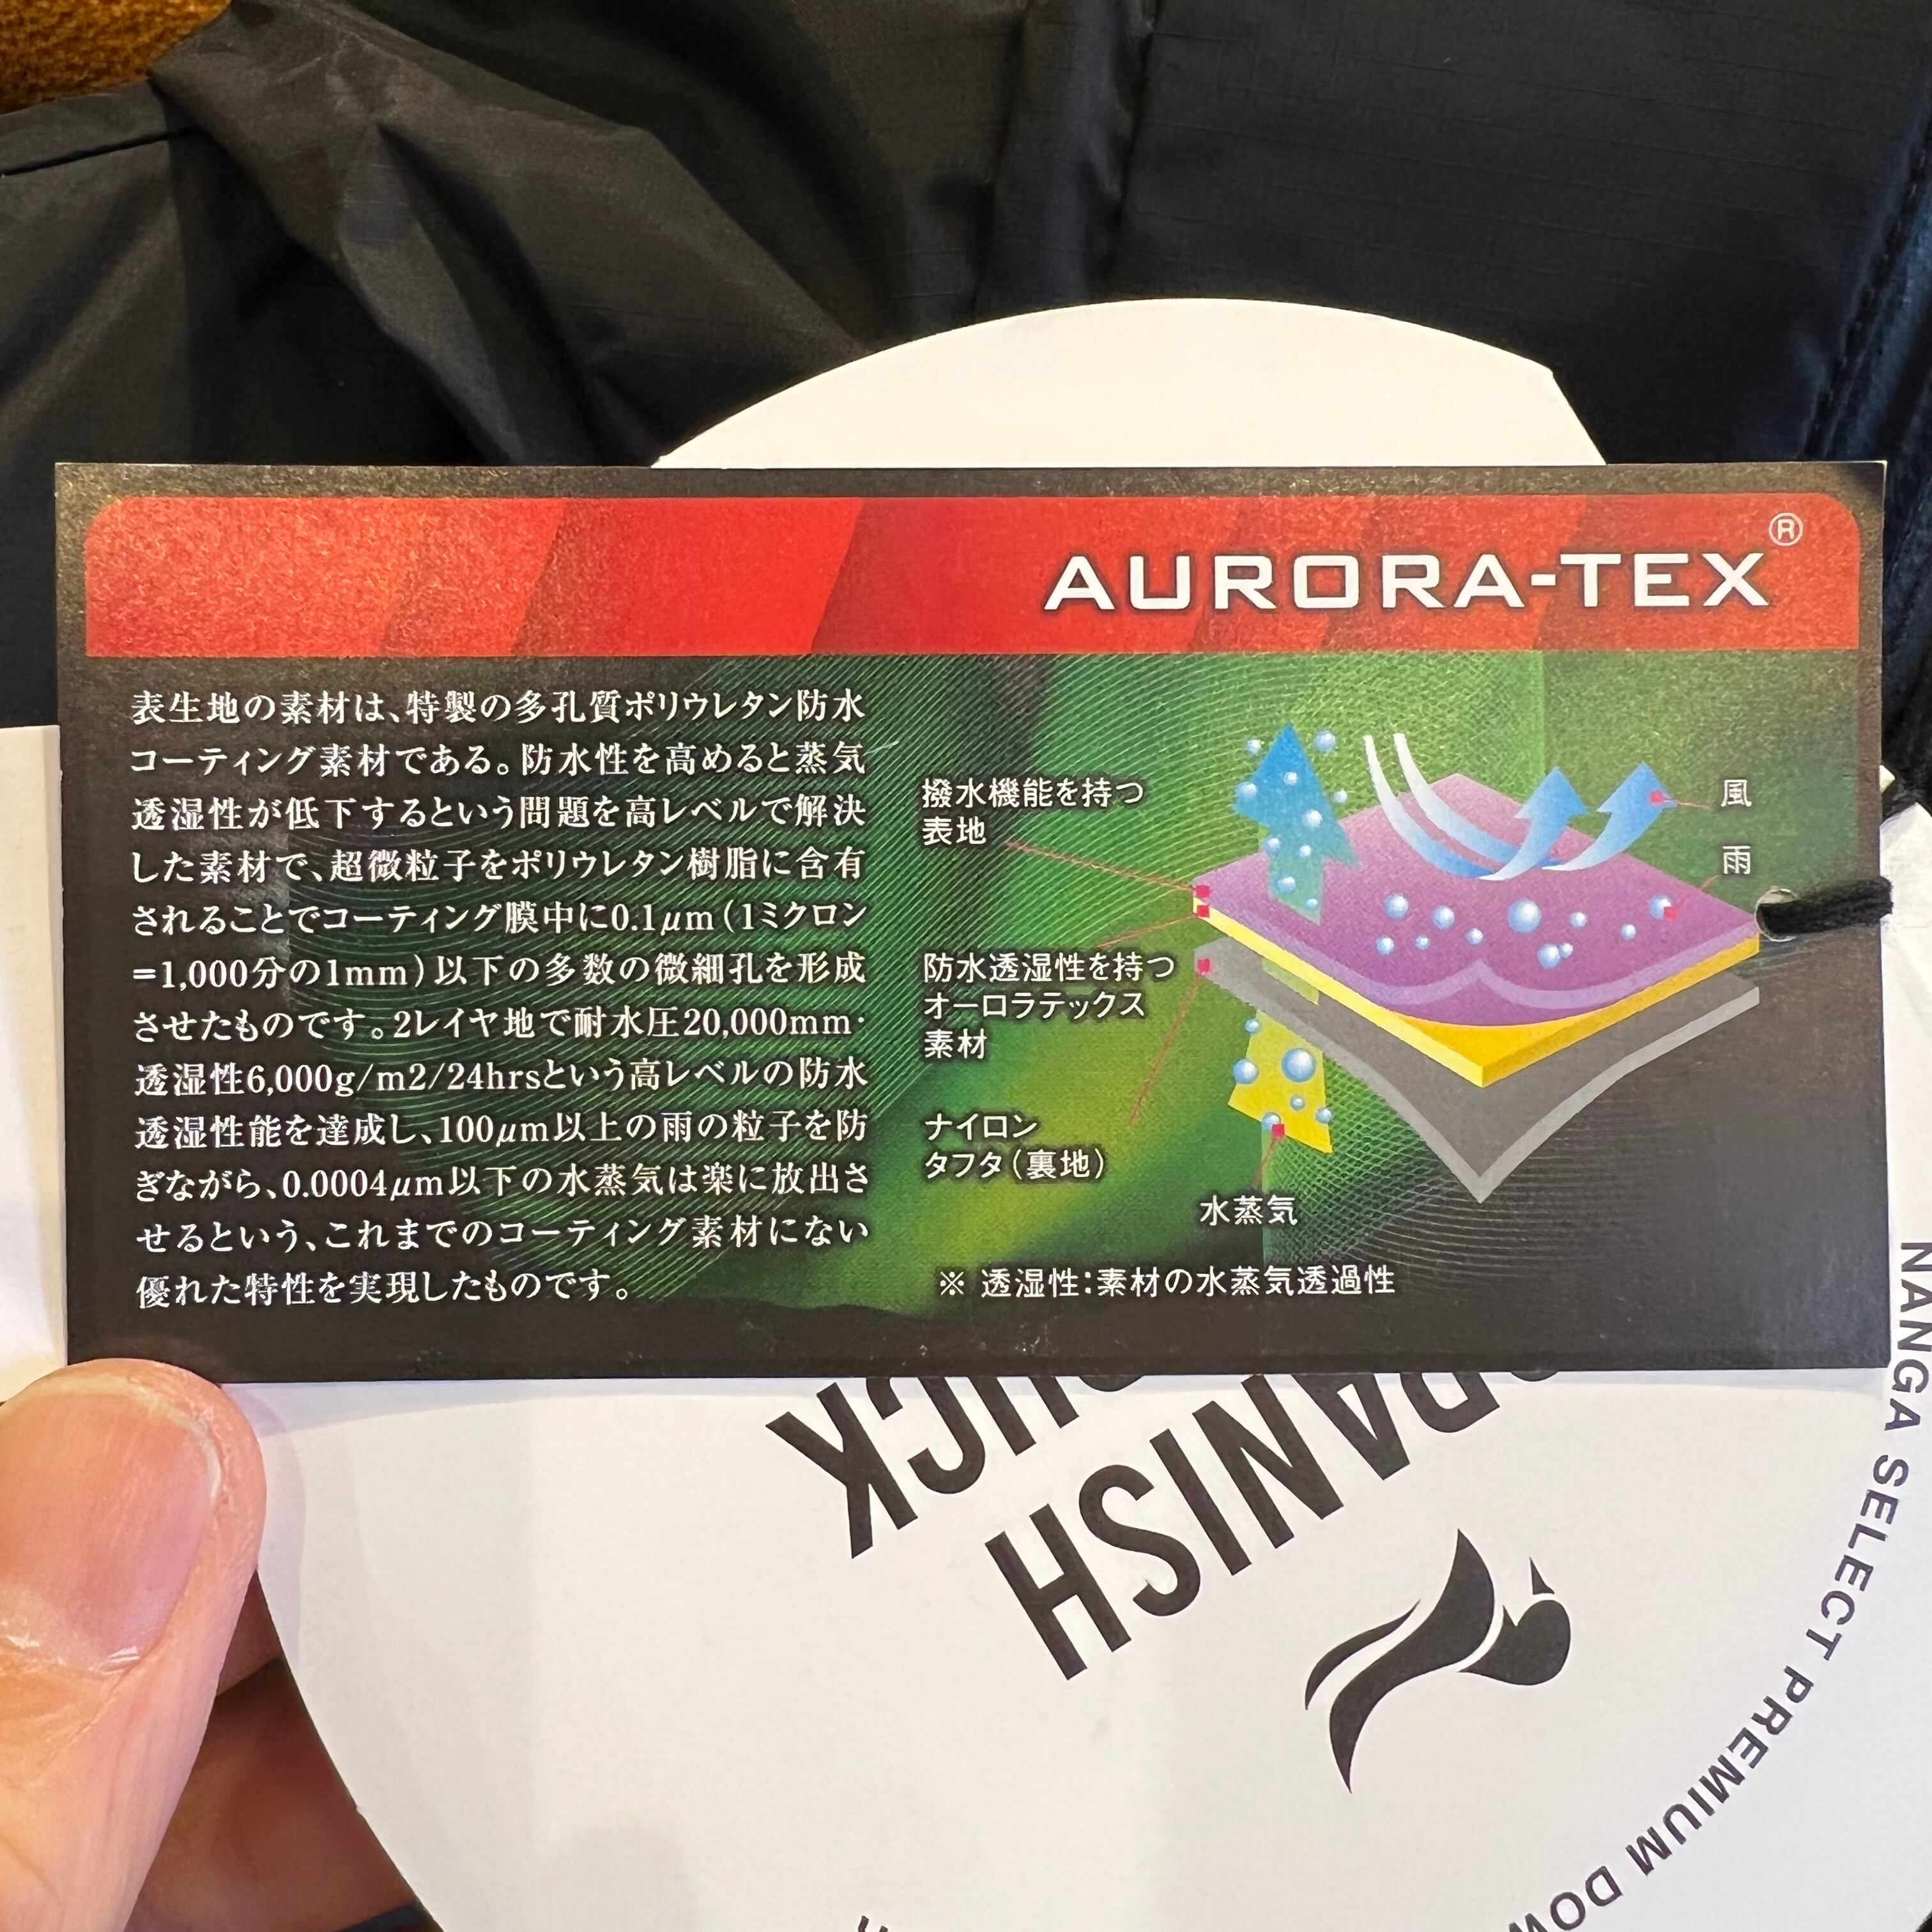 AURORA-TEX®
表生地の素材は、特製の多孔質ポリウレタン防水
コーティング素材である。防水性を高めると蒸気
透湿性が低下するという問題を高レベルで解決
した素材で、超微粒子をポリウレタン樹脂に含有
されることでコーティング膜中に0.1μm(1ミクロン
=1,000分の1mm)以下の多数の微細孔を形成
させたものです。2レイヤ地で耐水圧20,000mm・
透湿性6,000g/m2/24hrsという高レベルの防水
透湿性能を達成し、100μm以上の雨の粒子を防
ぎながら、0.0004μm以下の水蒸気は楽に放出さ
せるという、これまでのコーティング素材にない
優れた特性を実現したものです。
撥水機能を持つ
表地
防水透湿性を持つ
オーロラテックス
素材
ナイロン
タフタ(裏地)
水蒸気
風
雨
※ 透湿性:素材の水蒸気透過性
NANGA SELECT PREMIUM